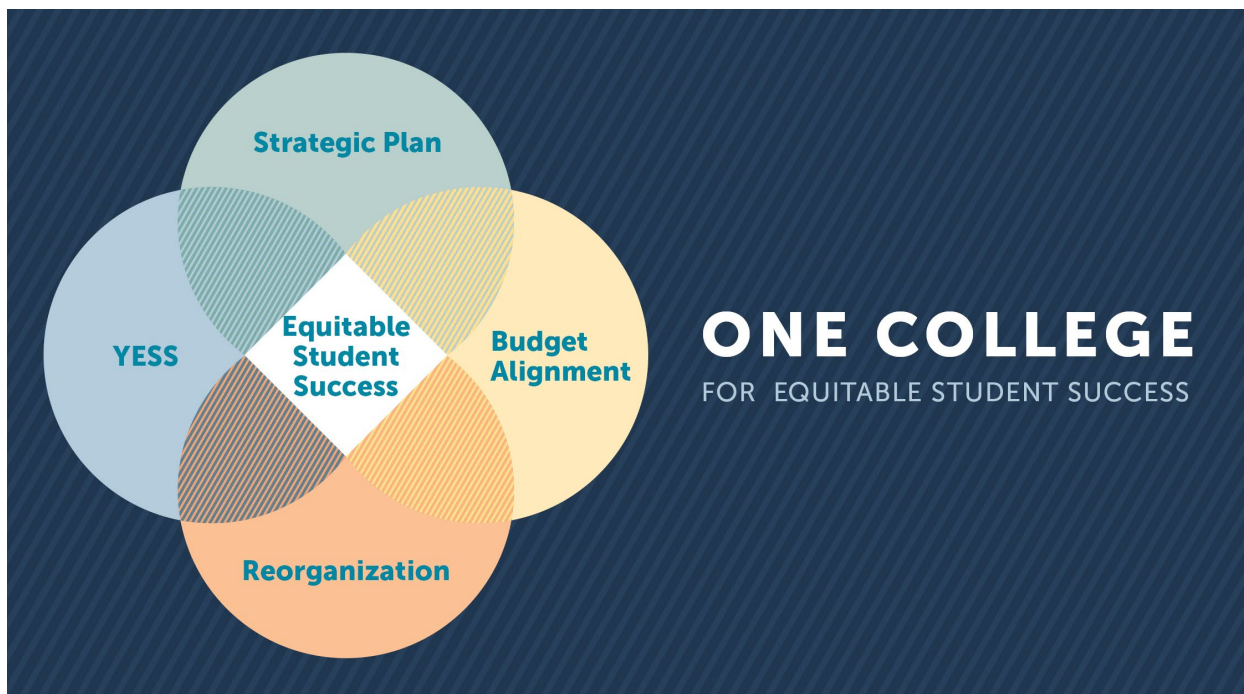 Strategic Plan
YESS
Equitable
Student
Success
Budget
Alignment
Reorganization
ONE COLLEGE
FOR EQUITABLE STUDENT SUCCESS